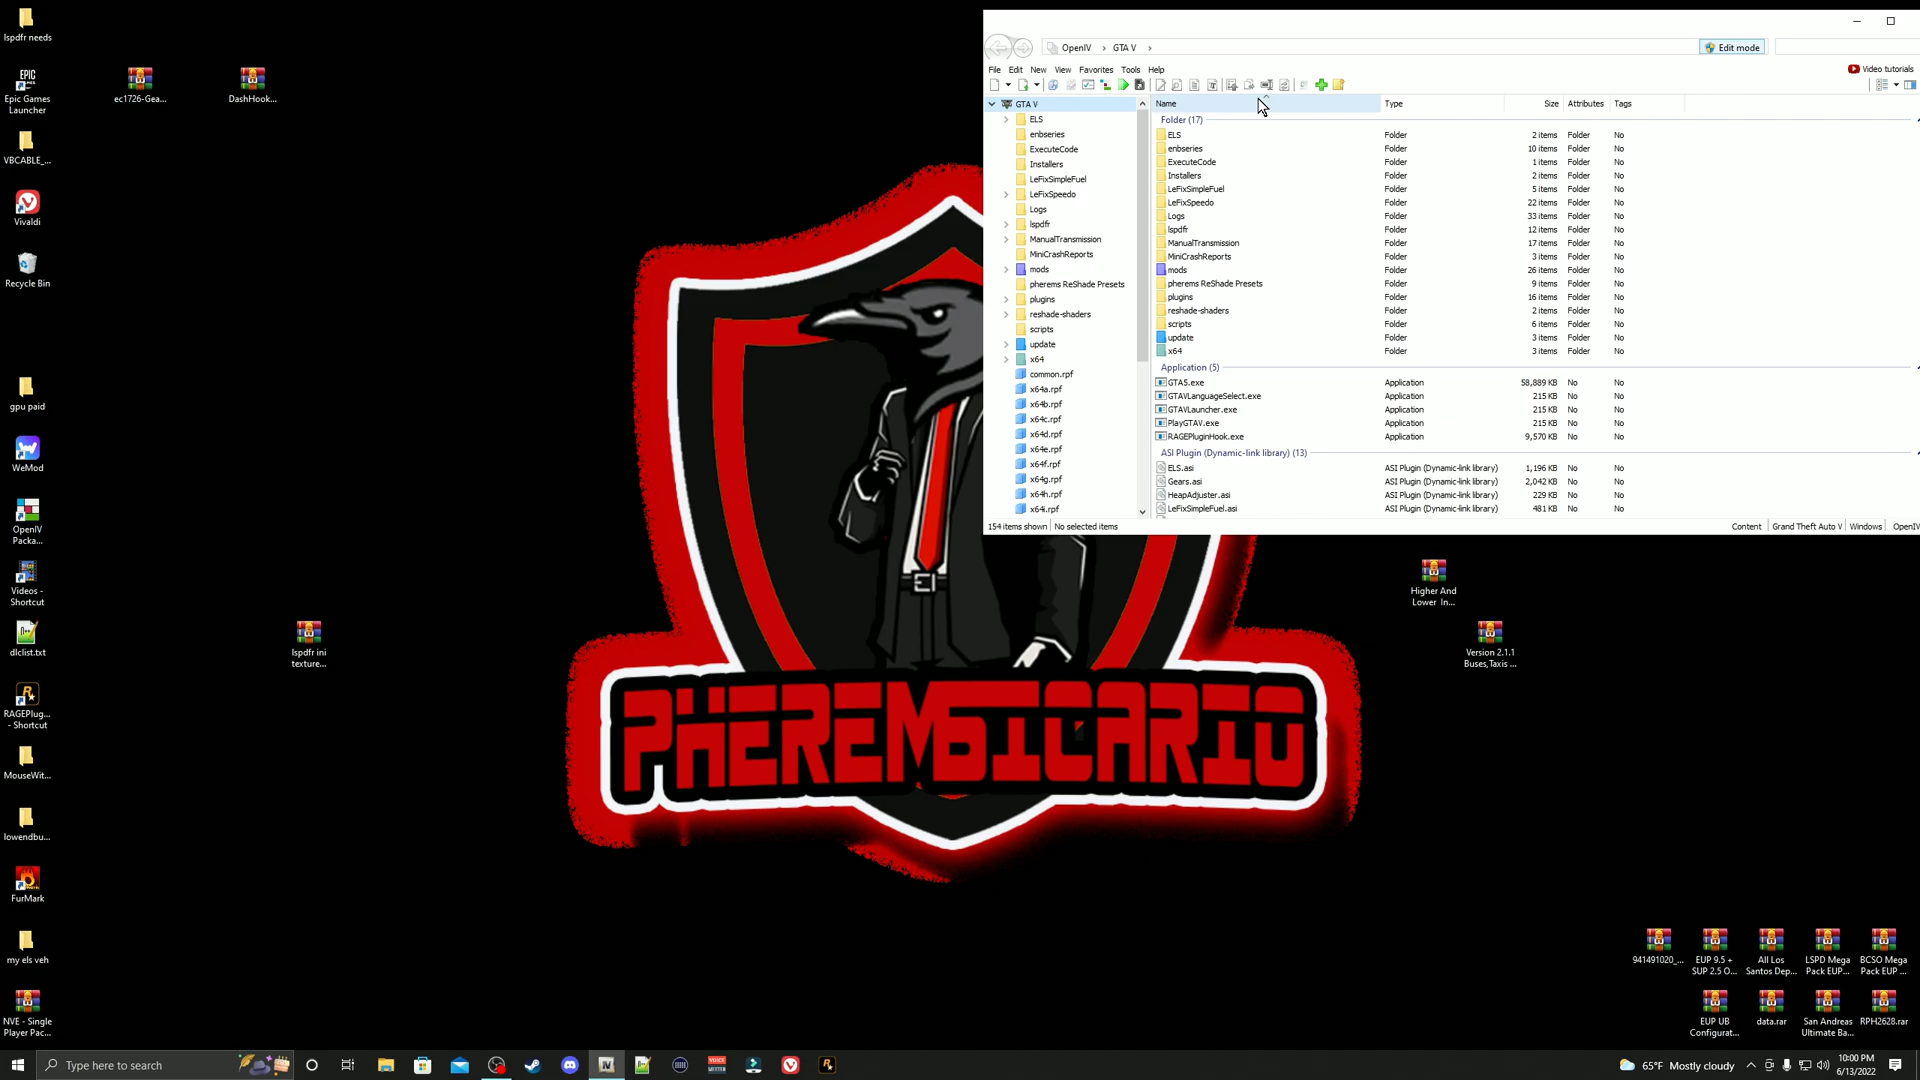 lspdfr needs
EPIC
GAMES
Epic Games
Launcher
VBCABLE_...
Vivaldi
Recycle Bin
gpu paid
WeMod
OpenIV
Packa...
Videos -
Shortcut
dlclist.txt
RAGEPlug...
- Shortcut
MouseWit...
lowendbu...
FurMark
my els veh
NVE - Single
Player Pac...
ec1726-Gea...
DashHook...
lspdfr ini
texture...
PHEREM6ICARIO
OpenIV › GTA V ›
Edit mode
File Edit New View Favorites Tools Help
Video tutorials
GTA V
ELS
enbseries
ExecuteCode
Installers
LeFixSimpleFuel
LeFixSpeedo
Logs
lspdfr
ManualTransmission
MiniCrashReports
mods
pherems ReShade Presets
plugins
reshade-shaders
scripts
update
x64
common.rpf
x64a.rpf
x64b.rpf
x64c.rpf
x64d.rpf
x64e.rpf
x64f.rpf
x64g.rpf
x64h.rpf
x64i.rpf
Name Type Size Attributes Tags
Folder (17)
ELS Folder 2 items Folder No
enbseries Folder 10 items Folder No
ExecuteCode Folder 1 items Folder No
Installers Folder 2 items Folder No
LeFixSimpleFuel Folder 5 items Folder No
LeFixSpeedo Folder 22 items Folder No
Logs Folder 33 items Folder No
lspdfr Folder 12 items Folder No
ManualTransmission Folder 17 items Folder No
MiniCrashReports Folder 3 items Folder No
mods Folder 26 items Folder No
pherems ReShade Presets Folder 9 items Folder No
plugins Folder 16 items Folder No
reshade-shaders Folder 2 items Folder No
scripts Folder 6 items Folder No
update Folder 3 items Folder No
x64 Folder 3 items Folder No
Application (5)
GTA5.exe Application 58,889 KB No No
GTAVLanguageSelect.exe Application 215 KB No No
GTAVLauncher.exe Application 215 KB No No
PlayGTAV.exe Application 215 KB No No
RAGEPluginHook.exe Application 9,570 KB No No
ASI Plugin (Dynamic-link library) (13)
ELS.asi ASI Plugin (Dynamic-link library) 1,196 KB No No
Gears.asi ASI Plugin (Dynamic-link library) 2,042 KB No No
HeapAdjuster.asi ASI Plugin (Dynamic-link library) 229 KB No No
LeFixSimpleFuel.asi ASI Plugin (Dynamic-link library) 481 KB No No
154 items shown No selected items
Content Grand Theft Auto V Windows OpenIV
Higher And
Lower In...
Version 2.1.1
Buses,Taxis ...
941491020_...
EUP 9.5 +
SUP 2.5 O...
All Los
Santos Dep...
LSPD Mega
Pack EUP ...
BCSO Mega
Pack EUP ...
EUP UB
Configurat...
data.rar
San Andreas
Ultimate Ba...
RPH2628.rar
Type here to search
65°F Mostly cloudy
10:00 PM
6/13/2022